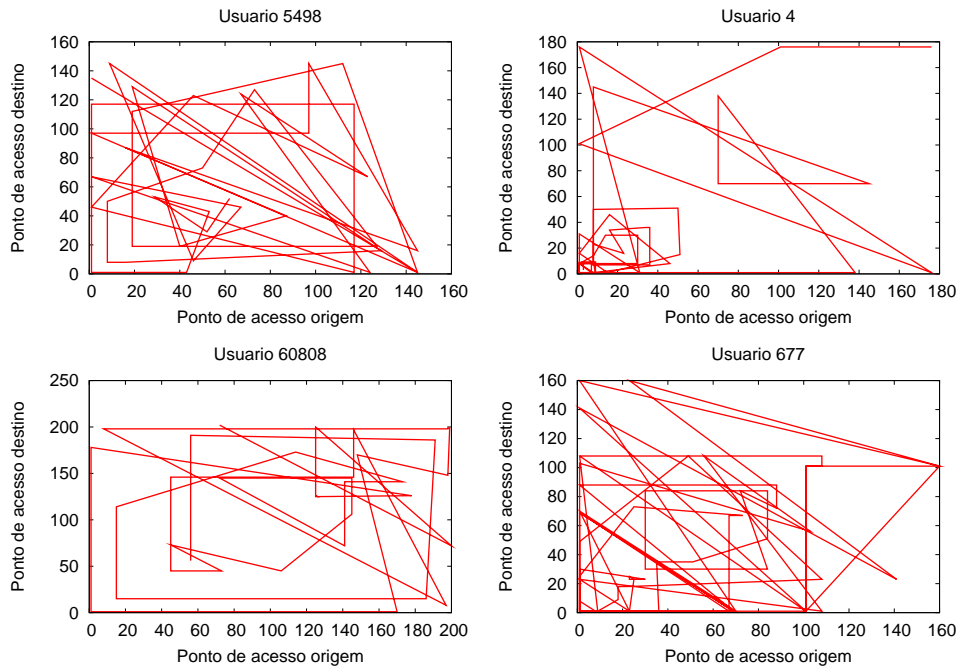 Usuario 5498
Ponto de acesso destino
160
140
120
100
80
60
40
20
0
0 20 40 60 80 100 120 140 160
Ponto de acesso origem
Usuario 4
Ponto de acesso destino
180
160
140
120
100
80
60
40
20
0
0 20 40 60 80 100 120 140 160 180
Ponto de acesso origem
Usuario 60808
Ponto de acesso destino
250
200
150
100
50
0
0 20 40 60 80 100 120 140 160 180 200
Ponto de acesso origem
Usuario 677
Ponto de acesso destino
160
140
120
100
80
60
40
20
0
0 20 40 60 80 100 120 140 160
Ponto de acesso origem